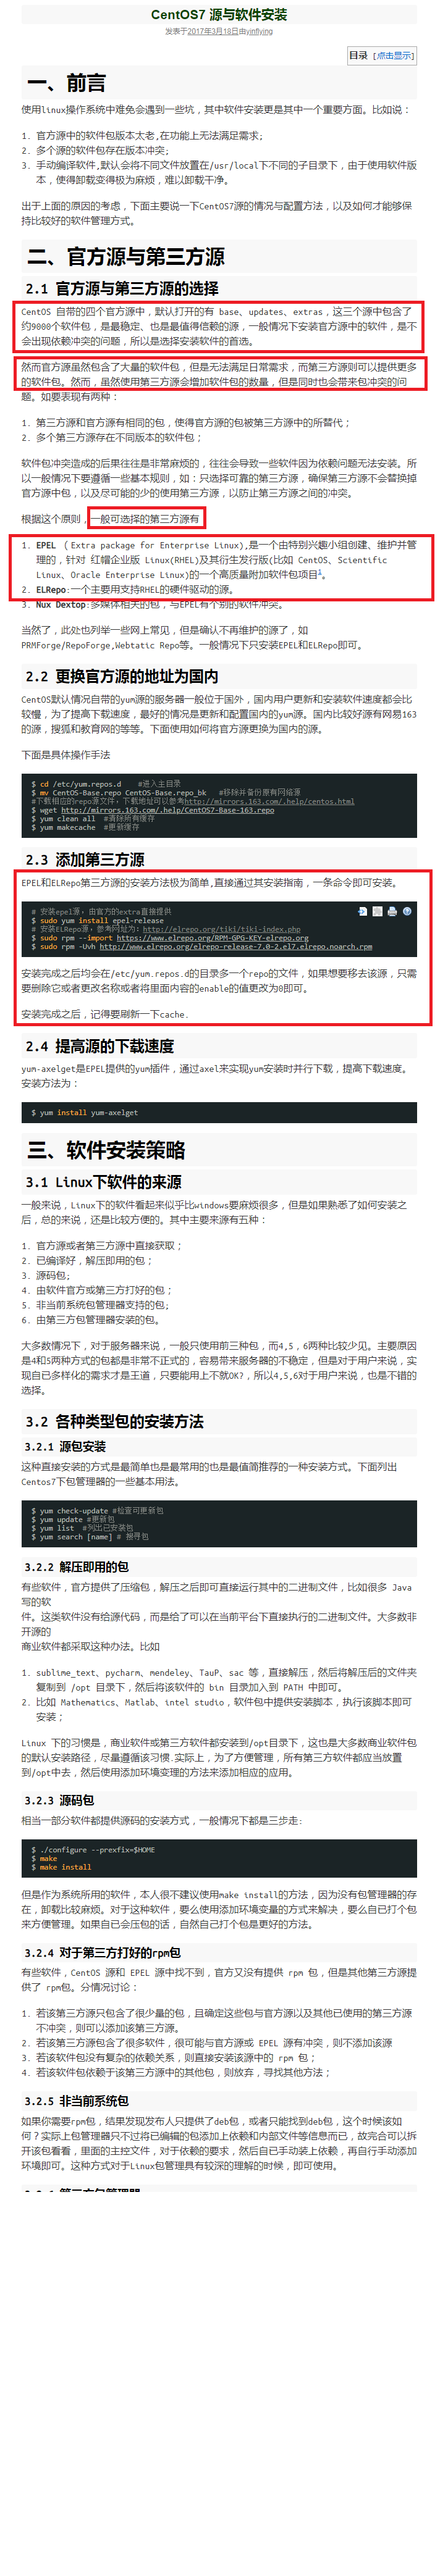 CentOS7 源与软件安装
发表于2017年3月18日由yinflying
目录 [点击显示]
一、前言
使用linux操作系统中难免会遇到一些坑，其中软件安装更是其中一个重要方面。比如说：
1. 官方源中的软件包版本太老,在功能上无法满足需求;
2. 多个源的软件包存在版本冲突;
3. 手动编译软件,默认会将不同文件放置在/usr/local下不同的子目录下，由于使用软件版
本，使得卸载变得极为麻烦，难以卸载干净。
出于上面的原因的考虑，下面主要说一下CentOS7源的情况与配置方法，以及如何才能够保
持比较好的软件管理方式。
二、官方源与第三方源
2.1 官方源与第三方源的选择
CentOS 自带的四个官方源中，默认打开的有 base、updates、extras，这三个源中包含了
约9000个软件包，是最稳定、也是最值得信赖的源，一般情况下安装官方源中的软件，是不
会出现依赖冲突的问题，所以是选择安装软件的首选。
然而官方源虽然包含了大量的软件包，但是无法满足日常需求，而第三方源则可以提供更多
的软件包。然而，虽然使用第三方源会增加软件包的数量，但是同时也会带来包冲突的问
题。如要表现有两种：
1. 第三方源和官方源有相同的包，使得官方源的包被第三方源中的所替代；
2. 多个第三方源存在不同版本的软件包；
软件包冲突造成的后果往往是非常麻烦的，往往会导致一些软件因为依赖问题无法安装。所
以一般情况下要遵循一些基本规则，如：只选择可靠的第三方源，确保第三方源不会替换掉
官方源中包，以及尽可能的少的使用第三方源，以防止第三方源之间的冲突。
根据这个原则，一般可选择的第三方源有
1. EPEL （ Extra package for Enterprise Linux),是一个由特别兴趣小组创建、维护并管
理的，针对 红帽企业版 Linux(RHEL)及其衍生发行版(比如 CentOS、Scientific
Linux、Oracle Enterprise Linux)的一个高质量附加软件包项目1。
2. ELRepo:一个主要用支持RHEL的硬件驱动的源。
3. Nux Dextop:多媒体相关的包，与EPEL有个别的软件冲突。
当然了，此处也列举一些网上常见，但是确认不再维护的源了，如
PRMForge/RepoForge,Webtatic Repo等。一般情况下只安装EPEL和ElRepo即可。
2.2 更换官方源的地址为国内
CentOS默认情况自带的yum源的服务器一般位于国外，国内用户更新和安装软件速度都会比
较慢，为了提高下载速度，最好的情况是更新和配置国内的yum源。国内比较好源有网易163
的源，搜狐和教育网的等等。下面使用如何将官方源更换为国内的源。
下面是具体操作手法
$ cd /etc/yum.repos.d    #进入主目录
$ mv CentOS-Base.repo CentOS-Base.repo_bk   #移除并备份原有网络源
#下载相应的repo源文件，下载地址可以参考http://mirrors.163.com/.help/centos.html
$ wget http://mirrors.163.com/.help/CentOS7-Base-163.repo
$ yum clean all  #清除所有缓存
$ yum makecache  #更新缓存
2.3 添加第三方源
EPEL和ELRepo第三方源的安装方法极为简单,直接通过其安装指南，一条命令即可安装。
# 安装epel源，由官方的extra直接提供
$ sudo yum install epel-release
# 安装ELRepo源，参考网址为：http://elrepo.org/tiki/tiki-index.php
$ sudo rpm --import https://www.elrepo.org/RPM-GPG-KEY-elrepo.org
$ sudo rpm -Uvh http://www.elrepo.org/elrepo-release-7.0-2.el7.elrepo.noarch.rpm
安装完成之后均会在/etc/yum.repos.d的目录多一个repo的文件，如果想要移去该源，只需
要删除它或者更改名称或者将里面内容的enable的值更改为0即可。
安装完成后，记得要刷新一下cache.
2.4 提高源的下载速度
yum-axelget是EPEL提供的yum插件，通过axel来实现yum安装时并行下载，提高下载速度。
安装方法为：
$ yum install yum-axelget
三、软件安装策略
3.1 Linux下软件的来源
一般来说，Linux下的软件看起来似乎比windows要麻烦很多，但是如果熟悉了如何安装之
后，总的来说，还是比较方便的。其中主要来源有五种：
1. 官方源或者第三方源中直接获取；
2. 已编译好，解压即用的包；
3. 源码包；
4. 由软件官方或第三方打好的包；
5. 非当前系统包管理器支持的包；
6. 由第三方包管理器安装的包。
大多数情况下，对于服务器来说，一般只使用前三种包，而4,5，6两种比较少见。主要原因
是4和5两种方式的包都是非常不正式的，容易带来服务器的不稳定，但是对于用户来说，实
现自己多样化的需求才是王道，只要能用上不就OK?，所以4,5,6对于用户来说，也是不错的
选择。
3.2 各种类型包的安装方法
3.2.1 源包安装
这种直接安装的方式是最简单也是最常用的也是最值简推荐的一种安装方式。下面列出
Centos7下包管理器的一些基本用法。
$ yum check-update #检查可更新包
$ yum update #更新包
$ yum list  #列出已安装包
$ yum search [name] # 搜寻包
3.2.2 解压即用的包
有些软件，官方提供了压缩包，解压之后即可直接运行其中的二进制文件，比如很多 Java
写的软
件。这类软件没有给源代码，而是给了可以在当前平台下直接执行的二进制文件。大多数非
开源的
商业软件都采取这种办法。比如
1. sublime_text、pycharm、mendeley、TauP、sac 等，直接解压，然后将解压后的文件夹
复制到 /opt 目录下，然后将该软件的 bin 目录加入到 PATH 中即可。
2. 比如 Mathematics、Matlab、intel studio，软件包中提供安装脚本，执行该脚本即可
安装；
Linux 下的习惯是，商业软件或第三方软件都安装到/opt目录下，这也是大多数商业软件包
的默认安装路径，尽量遵循该习惯.实际上，为了方便管理，所有第三方软件都应当放置
到/opt中去，然后使用添加环境变理的方法来添加相应的应用。
3.2.3 源码包
相当一部分软件都提供源码的安装方式，一般情况下都是三步走:
$ ./configure --prexfix=$HOME
$ make
$ make install
但是作为系统所用的软件，本人很不建议使用make install的方法，因为没有包管理器的存
在，卸载比较麻烦。对于这种软件，要么使用添加环境变量的方式来解决，要么自己打个包
来方便管理。如果自己会压包的话，自然自己打个包是更好的方法。
3.2.4 对于第三方打好的rpm包
有些软件，CentOS 源和 EPEL 源中找不到，官方又没有提供 rpm 包，但是其他第三方源提
供了 rpm包。分情况讨论：
1. 若该第三方源只包含了很少量的包，且确定这些包与官方源以及其他已使用的第三方源
不冲突，则可以添加该第三方源。
2. 若该第三方源包含了很多软件，很可能与官方源或 EPEL 源有冲突，则不添加该源
3. 若该软件包没有复杂的依赖关系，则直接安装该源中的 rpm 包；
4. 若该软件包依赖于该第三方源中的其他包，则放弃，寻找其他方法；
3.2.5 非当前系统包
如果你需要rpm包，结果发现发布人只提供了deb包，或者只能找到deb包，这个时候该如
何？实际上包管理器只不过将已编辑的包添加上依赖和内部文件等信息而已，故完合可以拆
开该包看看，里面的主控文件，对于依赖的要求，然后自已手动装上依赖，再自行手动添加
环境即可。这种方式对于Linux包管理具有较深的理解的时候，即可使用。